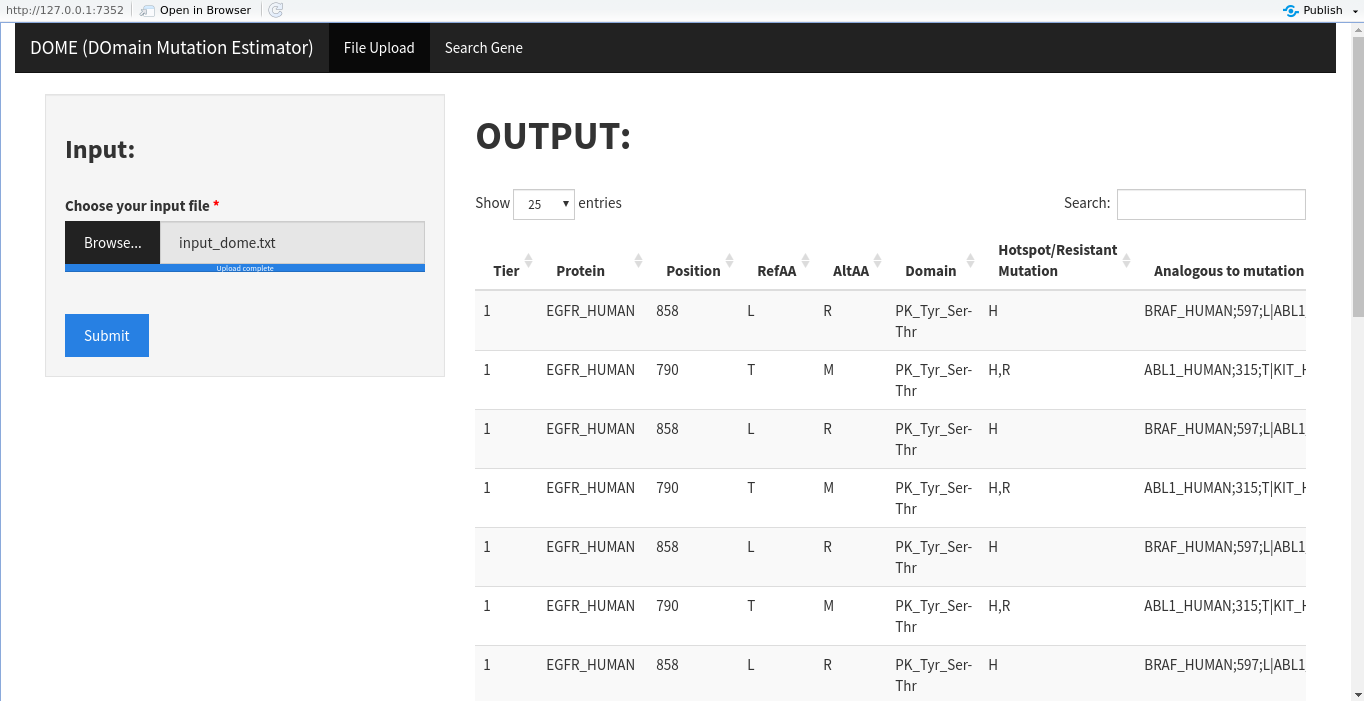 http://127.0.0.1:7352 Open in Browser Publish
DOME (DOmain Mutation Estimator) File Upload Search Gene
Input:
Choose your input file *
Browse... input_dome.txt
Upload complete
Submit
OUTPUT:
Show 25 entries Search:
Tier Protein Position RefAA AltAA Domain Hotspot/Resistant Mutation Analogous to mutation
1 EGFR_HUMAN 858 L R PK_Tyr_Ser-
Thr H BRAF_HUMAN;597;L|ABL1
1 EGFR_HUMAN 790 T M PK_Tyr_Ser-
Thr H,R ABL1_HUMAN;315;T|KIT_H
1 EGFR_HUMAN 858 L R PK_Tyr_Ser-
Thr H BRAF_HUMAN;597;L|ABL1
1 EGFR_HUMAN 790 T M PK_Tyr_Ser-
Thr H,R ABL1_HUMAN;315;T|KIT_H
1 EGFR_HUMAN 858 L R PK_Tyr_Ser-
Thr H BRAF_HUMAN;597;L|ABL1
1 EGFR_HUMAN 790 T M PK_Tyr_Ser-
Thr H,R ABL1_HUMAN;315;T|KIT_H
1 EGFR_HUMAN 858 L R PK_Tyr_Ser-
Thr H BRAF_HUMAN;597;L|ABL1